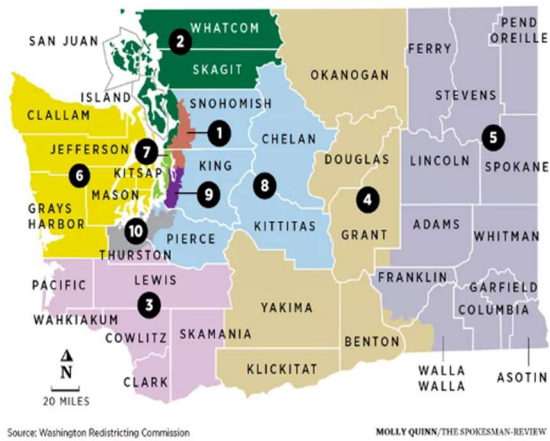 WHATCOM
PEND
OREILLE
SAN JUAN
2
FERRY
SKAGIT
OKANOGAN
STEVENS
ISLAND
SNOHOMISH
CLALLAM
1
CHELAN
5
JEFFERSON
7
DOUGLAS
LINCOLN
SPOKANE
6
KITSAP
KING
MASON
9
8
4
GRAYS
HARBOR
10
PIERCE
KITTITAS
GRANT
ADAMS
WHITMAN
THURSTON
PACIFIC
LEWIS
FRANKLIN
GARFIELD
3
YAKIMA
COLUMBIA
WAHKIAKUM
COWLITZ
SKAMANIA
BENTON
N
KLICKITAT
WALLA
WALLA
ASOTIN
20 MILES
CLARK
Source: Washington Redistricting Commission
MOLLY QUINN/THE SPOKESMAN-REVIEW